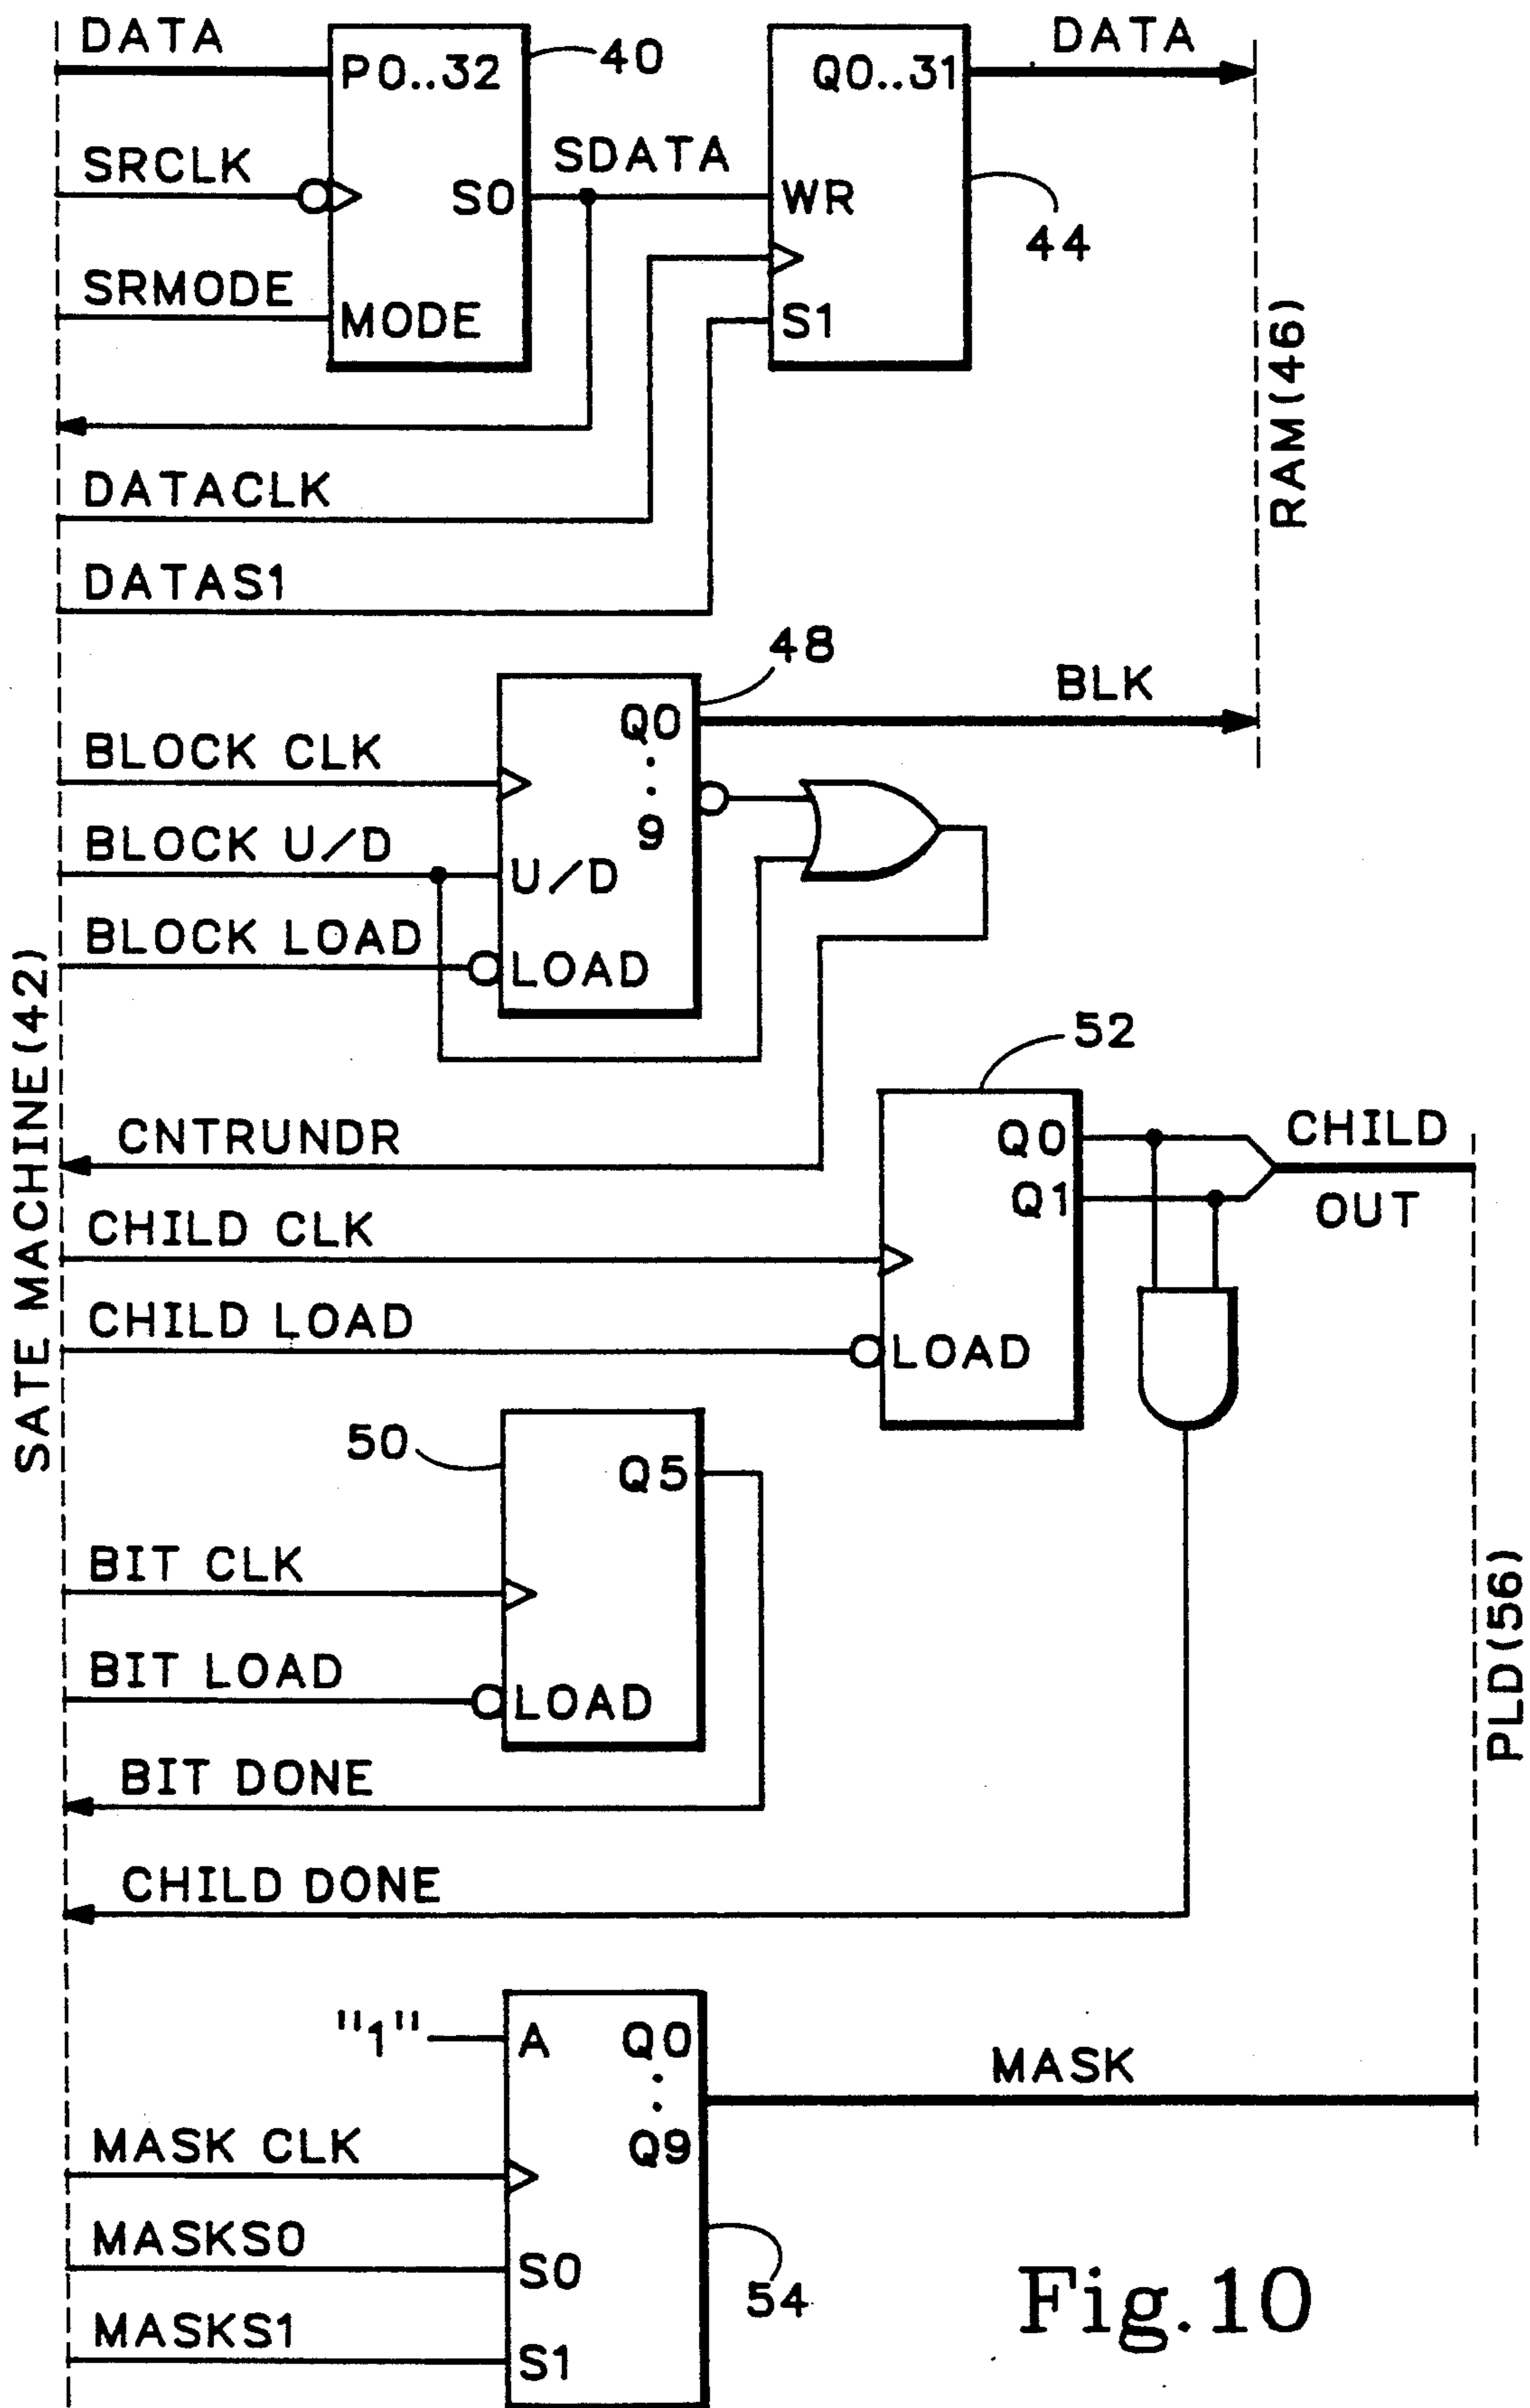 DATA
P0..32
40
Q0..31
DATA
SRCLK
S0
SDATA
WR
44
SRMODE
MODE
S1
RAM(46)
DATACLK
DATAS1
48
Q0
BLK
BLOCK CLK
9
BLOCK U/D
U/D
BLOCK LOAD
LOAD
SATE MACHINE(42)
52
CNTRUNDR
Q0
CHILD
Q1
OUT
CHILD CLK
CHILD LOAD
LOAD
50
Q5
BIT CLK
PLD(56)
BIT LOAD
LOAD
BIT DONE
CHILD DONE
"1"
A
Q0
MASK
Q9
MASK CLK
MASKS0
S0
54
MASKS1
S1
Fig.10